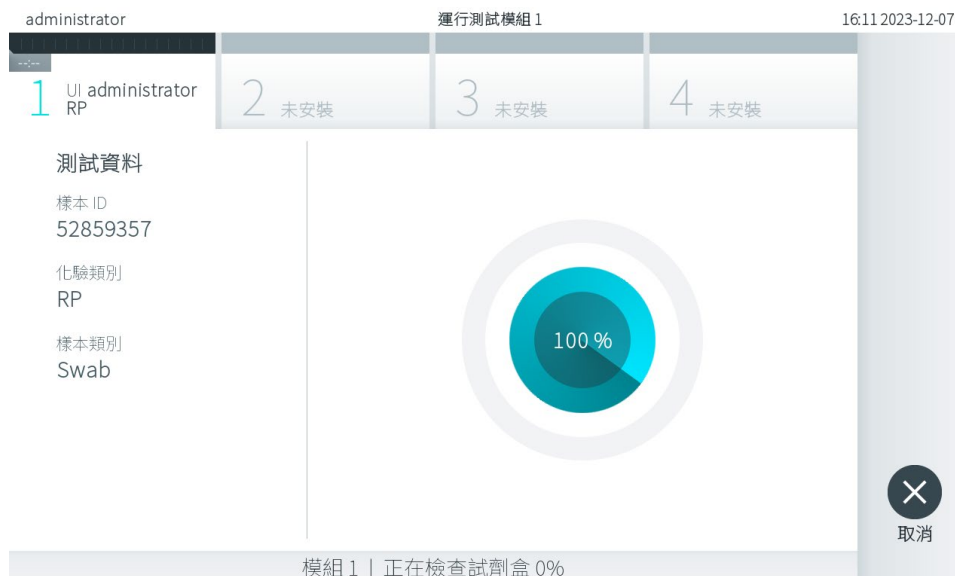 administrator
運行測試模組 1
16:11 2023-12-07
--:--
1 UI administrator
RP
2 未安裝
3 未安裝
4 未安裝
測試資料
樣本 ID
52859357
化驗類別
RP
樣本類別
Swab
100 %
取消
模組 1 | 正在檢查試劑盒 0%